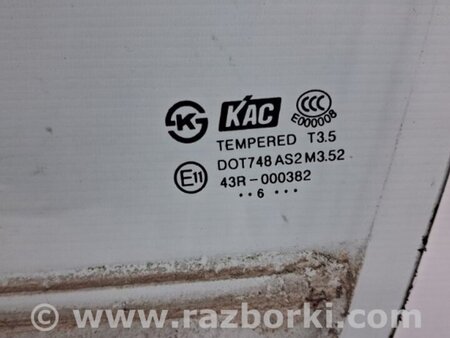 KAC
CCC
E000008
TEMPERED T3.5
DOT748 AS2 M3.52
E11 43R-000382
••6 •••
www.razborki.com